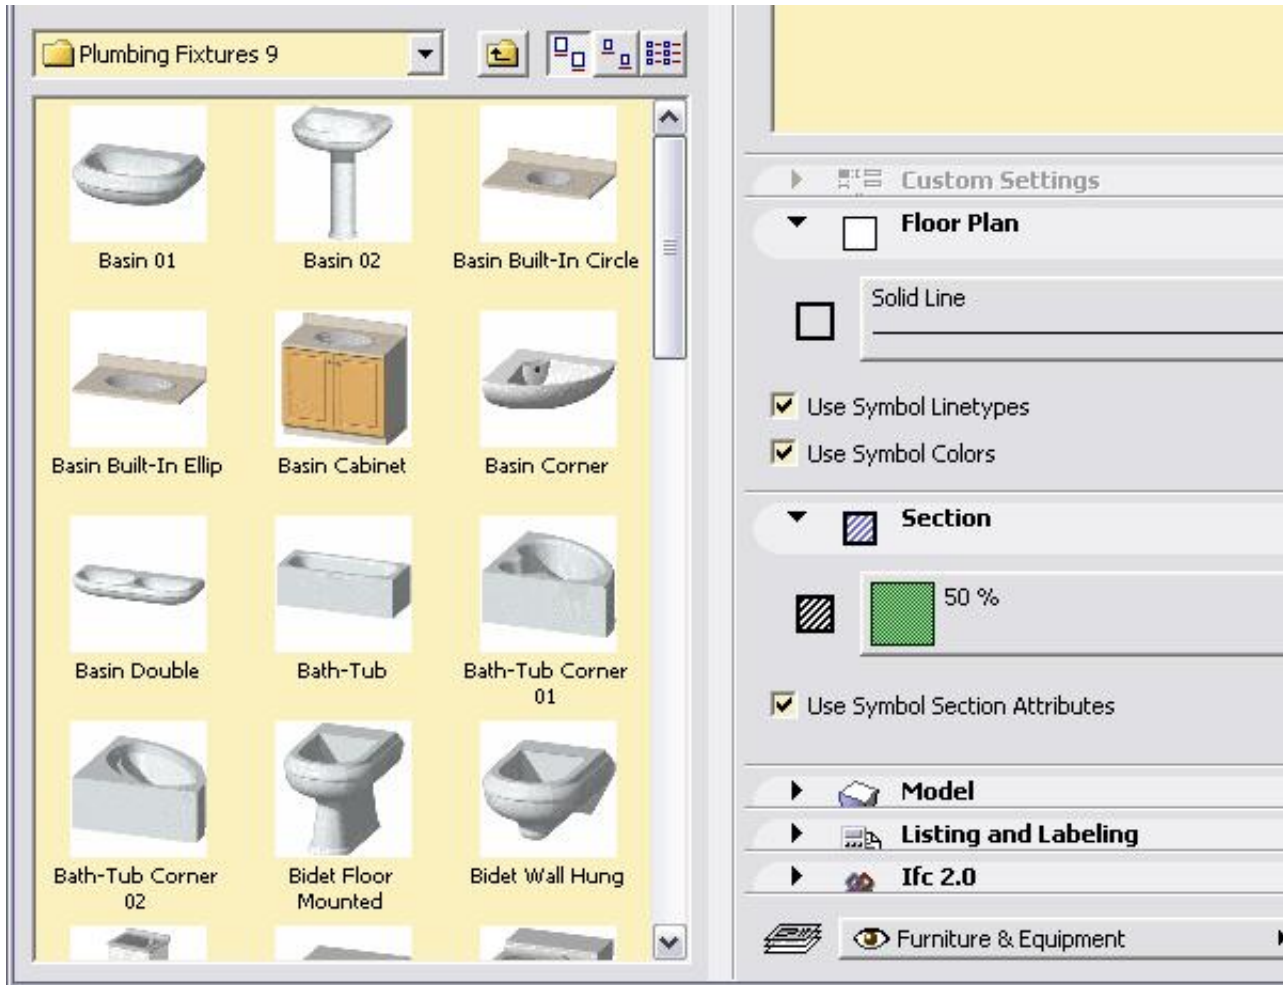 Plumbing Fixtures 9
Basin 01
Basin 02
Basin Built-In Circle
Basin Built-In Ellip
Basin Cabinet
Basin Corner
Basin Double
Bath-Tub
Bath-Tub Corner
01
Bath-Tub Corner
02
Bidet Floor
Mounted
Bidet Wall Hung
Custom Settings
Floor Plan
Solid Line
Use Symbol Linetypes
Use Symbol Colors
Section
50 %
Use Symbol Section Attributes
Model
Listing and Labeling
Ifc 2.0
Furniture & Equipment